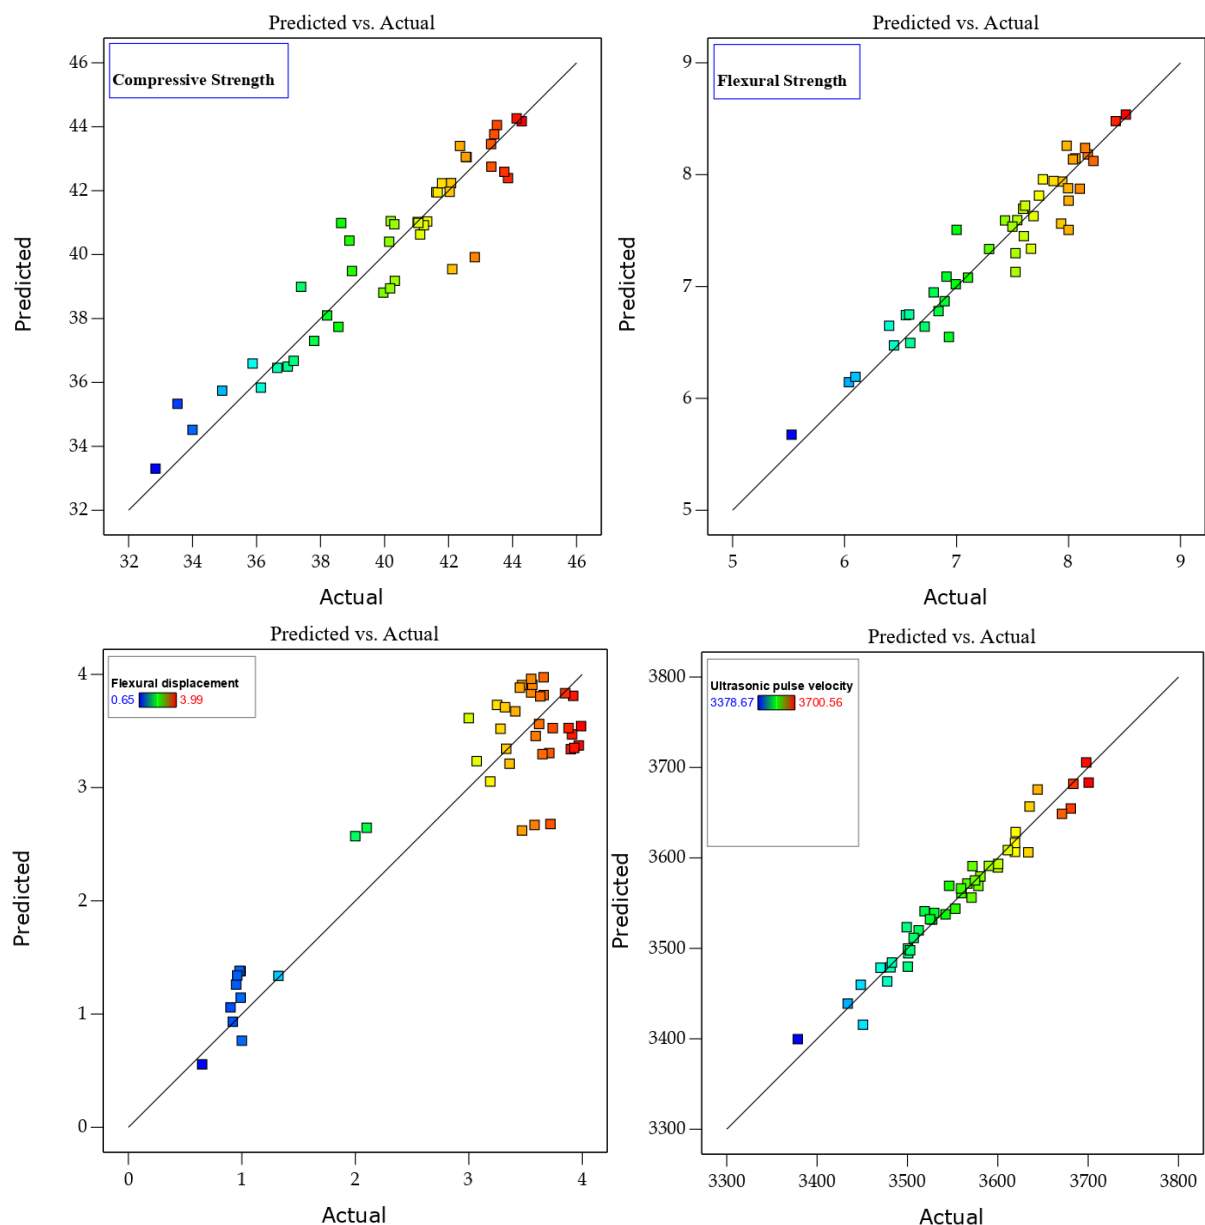 Predicted vs. Actual
Compressive Strength
46
44
42
40
38
36
34
32
Predicted
32 34 36 38 40 42 44 46
Actual
Predicted vs. Actual
Flexural Strength
9
8
7
6
5
Predicted
5 6 7 8 9
Actual
Predicted vs. Actual
Flexural displacement
0.65 3.99
4
3
2
1
0
Predicted
0 1 2 3 4
Actual
Predicted vs. Actual
Ultrasonic pulse velocity
3378.67 3700.56
3800
3700
3600
3500
3400
3300
Predicted
3300 3400 3500 3600 3700 3800
Actual